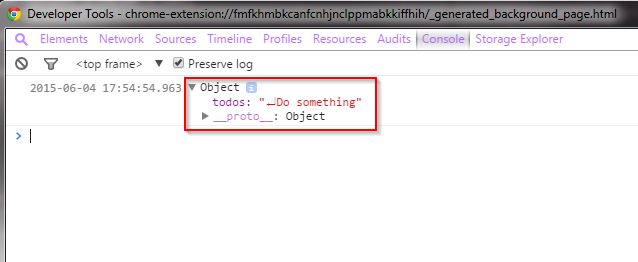 Developer Tools - chrome-extension://fmfkhmbkcanfcnhjnclppmabkkiffhih/_generated_background_page.html
Elements Network Sources Timeline Profiles Resources Audits Console Storage Explorer
<top frame> ▼ Preserve log
2015-06-04 17:54:54.963 ▼ Object i
todos: "↵Do something"
▶ __proto__: Object
>